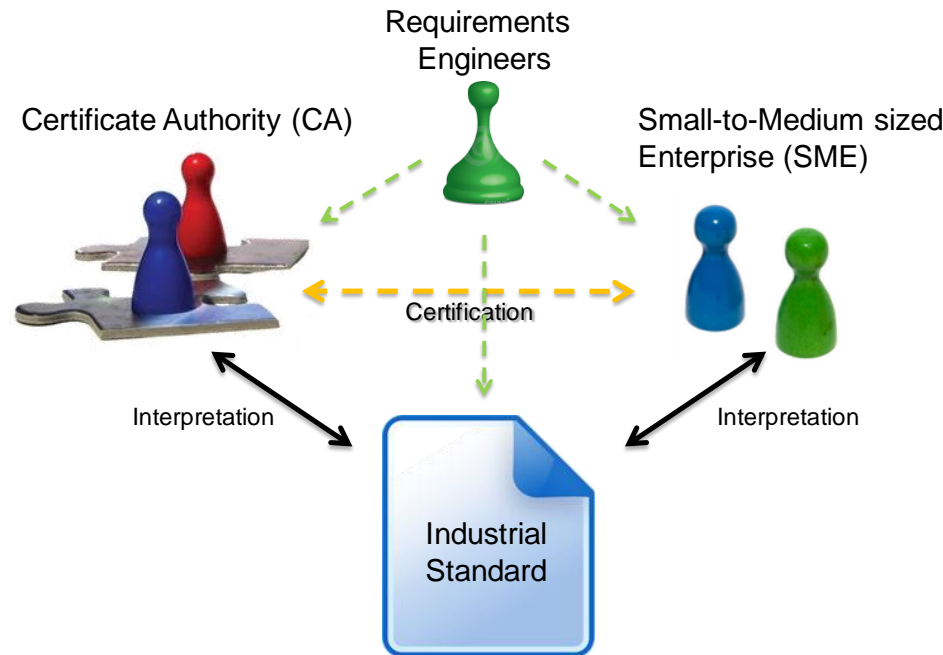 Requirements
Engineers
Certificate Authority (CA)
Small-to-Medium sized
Enterprise (SME)
Certification
Interpretation
Interpretation
Industrial
Standard